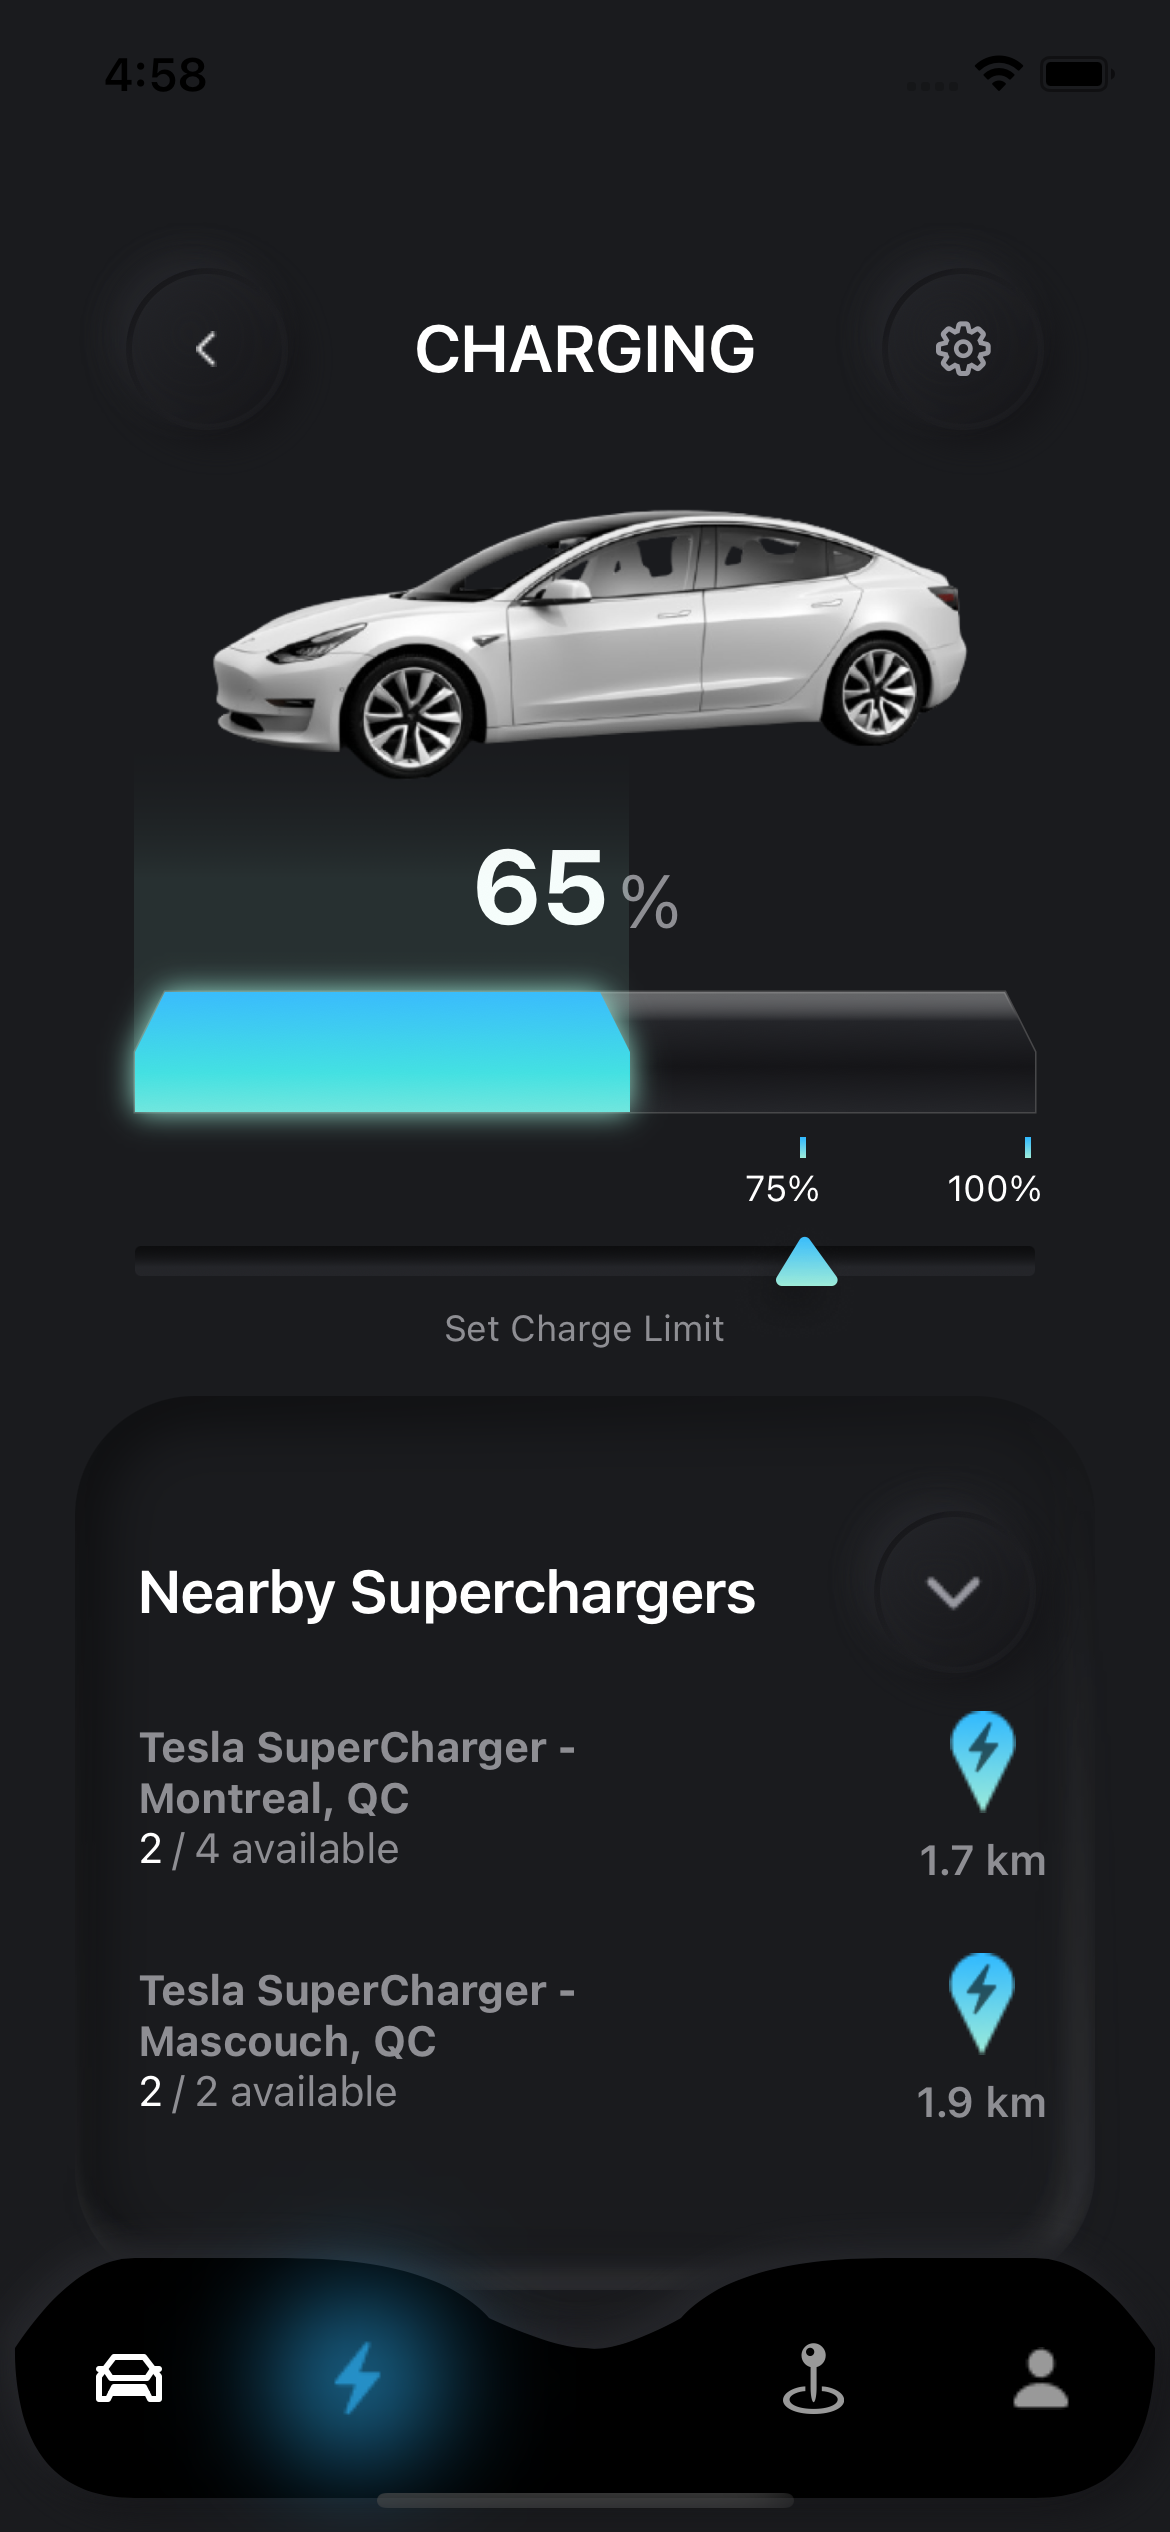 4:58
CHARGING
65 %
75% 100%
Set Charge Limit
Nearby Superchargers
Tesla SuperCharger -
Montreal, QC
2 / 4 available
1.7 km
Tesla SuperCharger -
Mascouch, QC
2 / 2 available
1.9 km